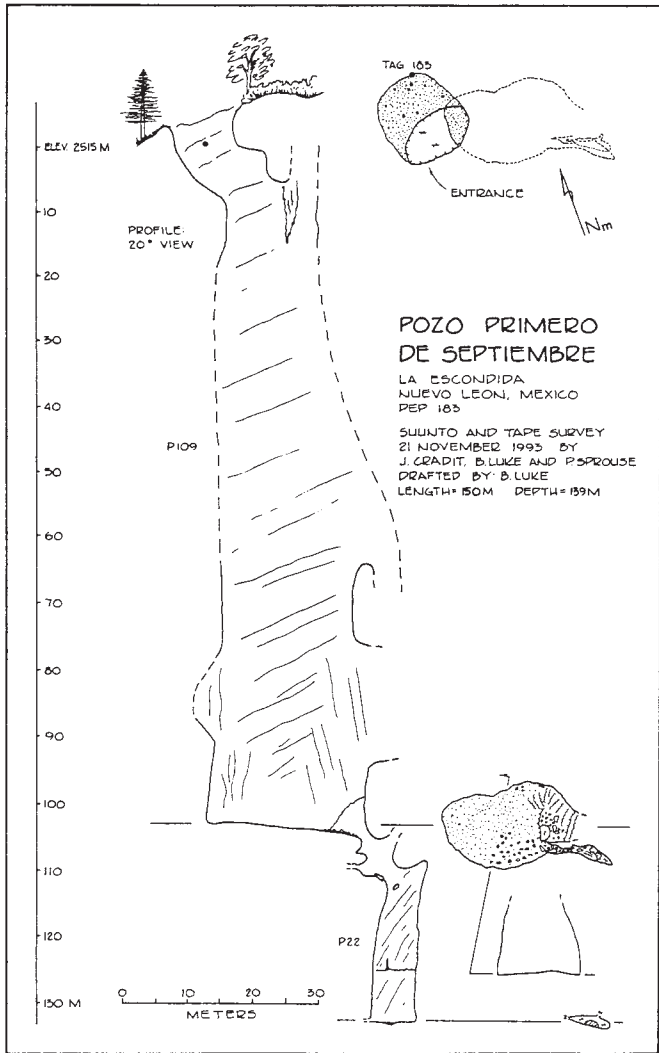 TAG 183
ELEV. 2515 M
ENTRANCE
10
PROFILE:
20° VIEW
Nm
20
30
POZO PRIMERO
DE SEPTIEMBRE
LA ESCONDIDA
NUEVO LEON, MEXICO
PEP 183
SUUNTO AND TAPE SURVEY
21 NOVEMBER 1993 BY
J. CRADIT, B. LUKE AND P. SPROUSE
DRAFTED BY: B. LUKE
LENGTH=150M DEPTH=139M
40
P109
50
60
70
80
90
100
110
120
P22
130 M
0 10 20 30
METERS